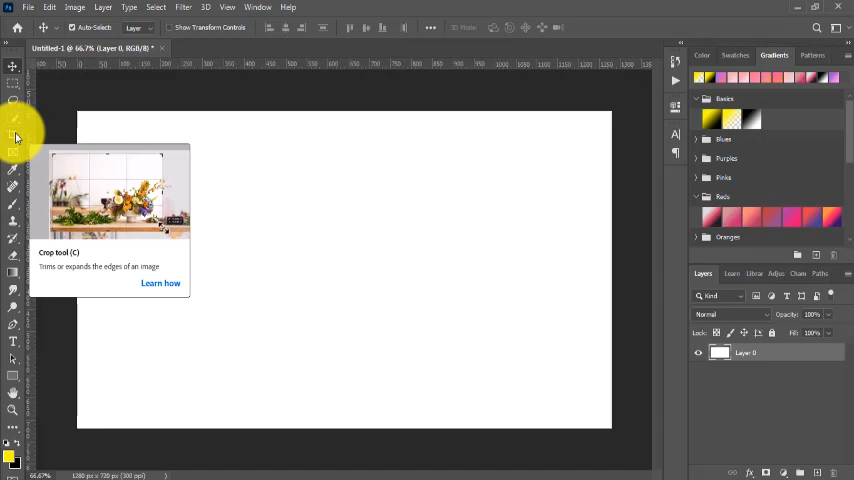 Ps File Edit Image Layer Type Select Filter 3D View Window Help
Auto-Select: Layer Show Transform Controls 3D Mode:
Untitled-1 @ 66.7% (Layer 0, RGB/8) *
Color Swatches Gradients Patterns
Basics
Blues
Purples
Pinks
Reds
Oranges
Crop tool (C)
Trims or expands the edges of an image
Learn how
Layers Learn Librar Adjus Chann Paths
Kind
Normal Opacity: 100%
Lock: Fill: 100%
Layer 0
66.67% 1280 px x 720 px (300 ppi)